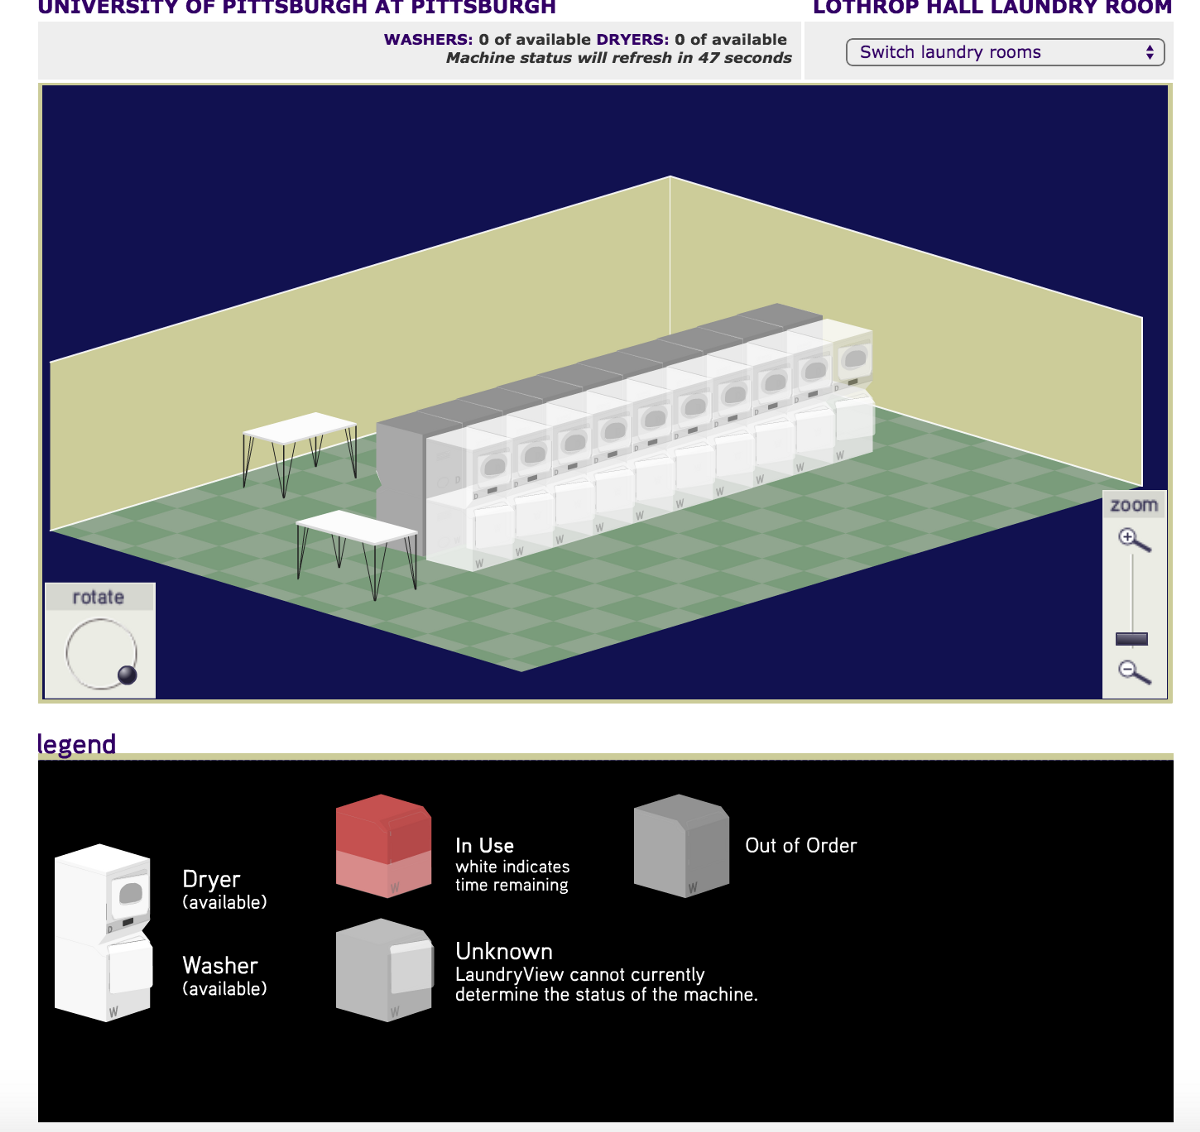 UNIVERSITY OF PITTSBURGH AT PITTSBURGH
LOTHROP HALL LAUNDRY ROOM
WASHERS: 0 of available DRYERS: 0 of available
Machine status will refresh in 47 seconds
Switch laundry rooms
D
D
D
D
D
D
D
D
D
D
D
W
W
W
W
W
W
W
W
W
W
zoom
rotate
legend
Dryer
(available)
D
Washer
(available)
W
In Use
white indicates
time remaining
W
Out of Order
W
Unknown
LaundryView cannot currently
determine the status of the machine.
W